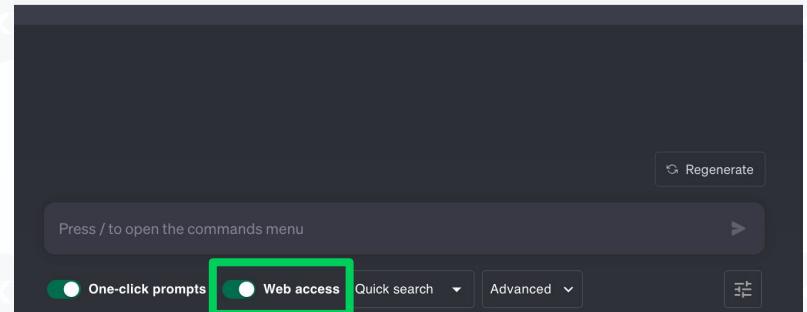 Regenerate
Press / to open the commands menu
One-click prompts Web access Quick search Advanced